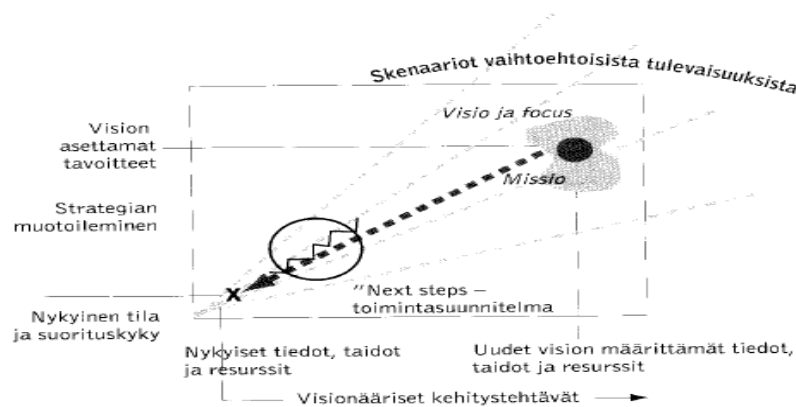 Skenaariot vaihtoehtoisista tulevaisuuksista
Visio ja focus
Vision
asettamat
tavoitteet
Missio
Strategian
muotoileminen
"Next steps –
toimintasuunnitelma
X
Nykyinen tila
ja suorituskyky
Nykyiset tiedot, taidot
ja resurssit
Uudet vision määrittämät tiedot,
taidot ja resurssit
Visionääriset kehitystehtävät